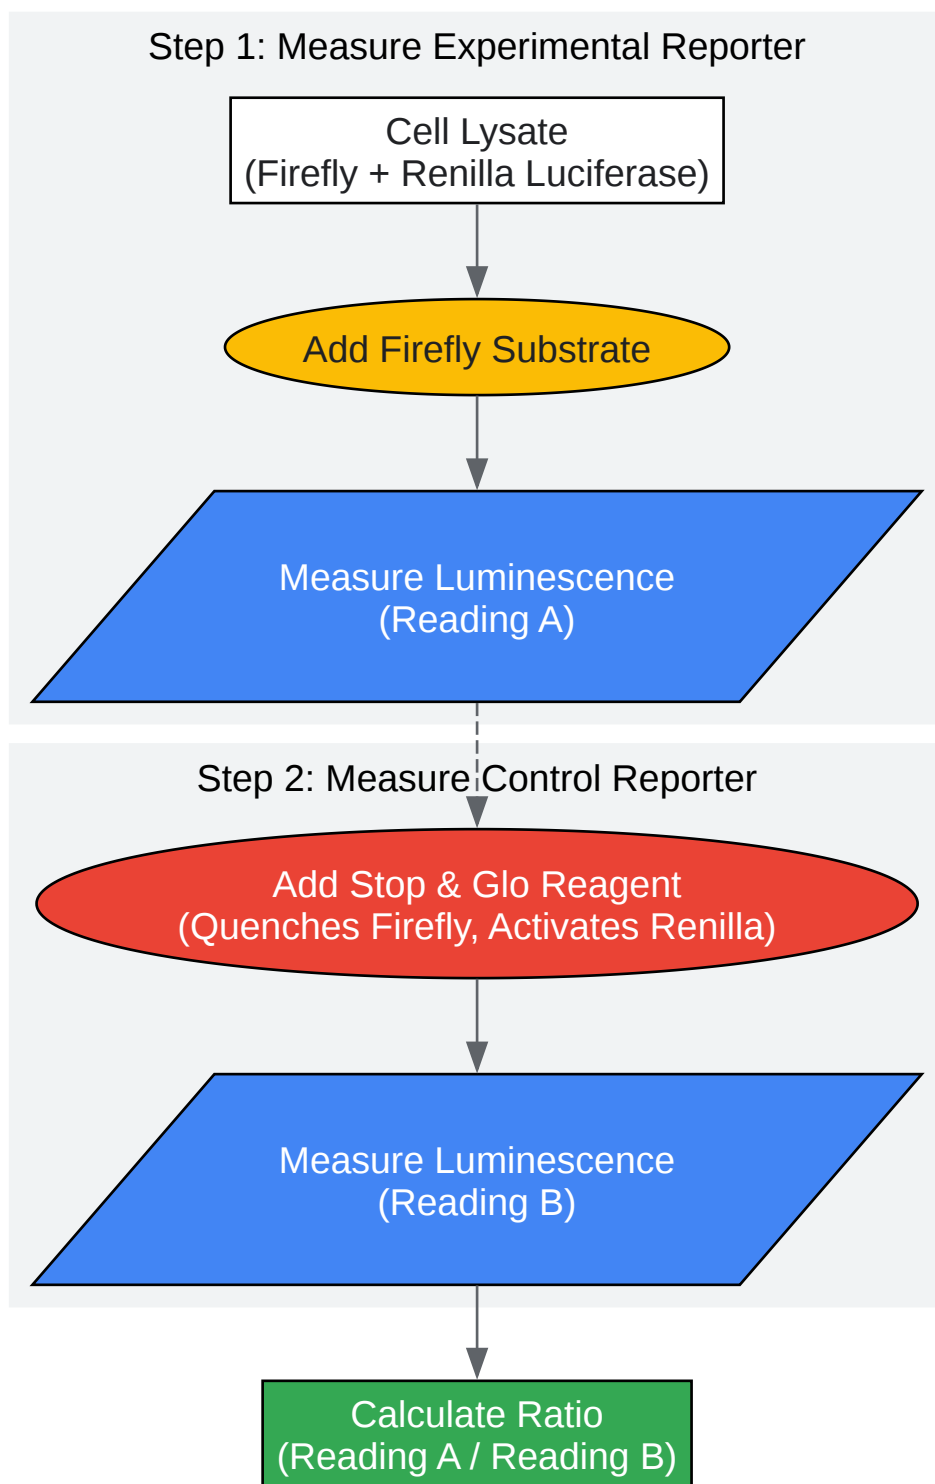 Step 1: Measure Experimental Reporter
Cell Lysate
(Firefly + Renilla Luciferase)
Add Firefly Substrate
Measure Luminescence
(Reading A)
Step 2: Measure Control Reporter
Add Stop & Glo Reagent
(Quenches Firefly, Activates Renilla)
Measure Luminescence
(Reading B)
Calculate Ratio
(Reading A / Reading B)